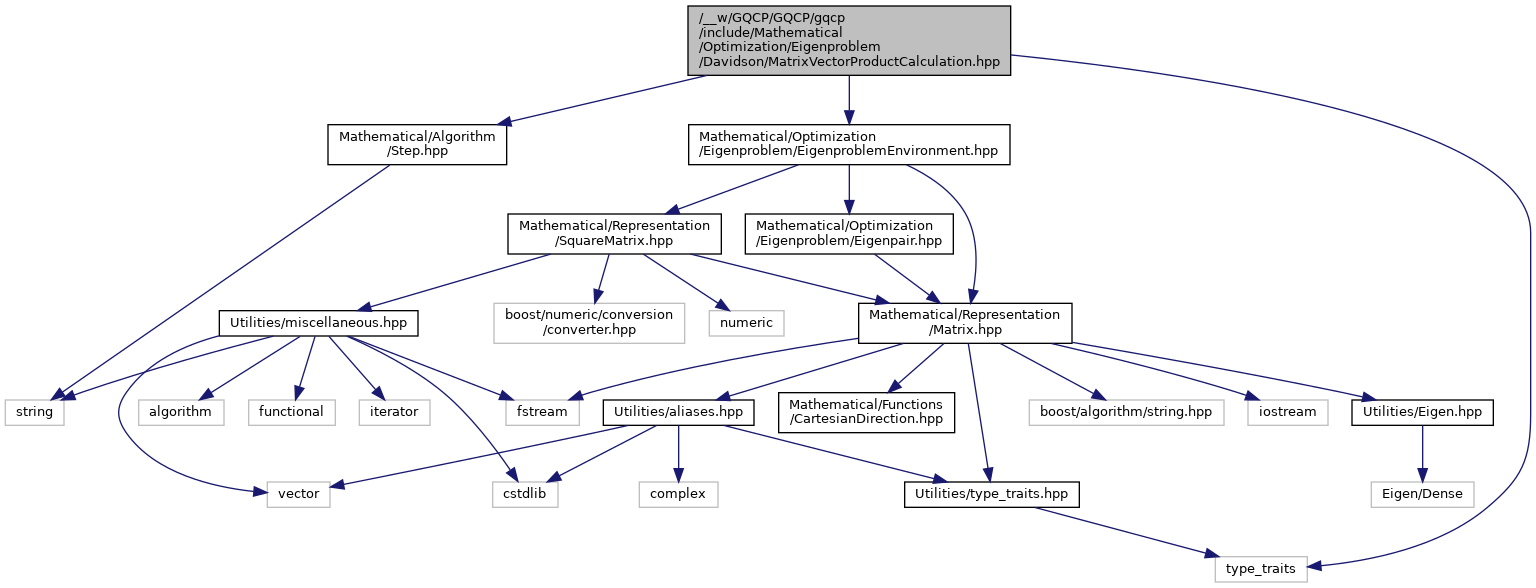 /__w/GQCP/GQCP/gqcp
/include/Mathematical
/Optimization/Eigenproblem
/Davidson/MatrixVectorProductCalculation.hpp
Mathematical/Algorithm
/Step.hpp
Mathematical/Optimization
/Eigenproblem/EigenproblemEnvironment.hpp
Mathematical/Representation
/SquareMatrix.hpp
Mathematical/Optimization
/Eigenproblem/Eigenpair.hpp
Utilities/miscellaneous.hpp
boost/numeric/conversion
/converter.hpp
numeric
Mathematical/Representation
/Matrix.hpp
string
algorithm
functional
iterator
fstream
Utilities/aliases.hpp
Mathematical/Functions
/CartesianDirection.hpp
boost/algorithm/string.hpp
iostream
Utilities/Eigen.hpp
vector
cstdlib
complex
Utilities/type_traits.hpp
Eigen/Dense
type_traits